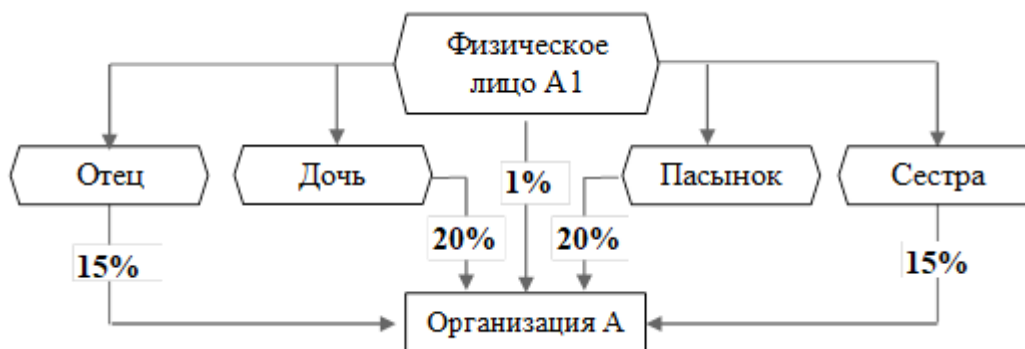 Физическое
лицо А1
Отец
Дочь
1%
Пасынок
Сестра
15%
20%
20%
15%
Организация А